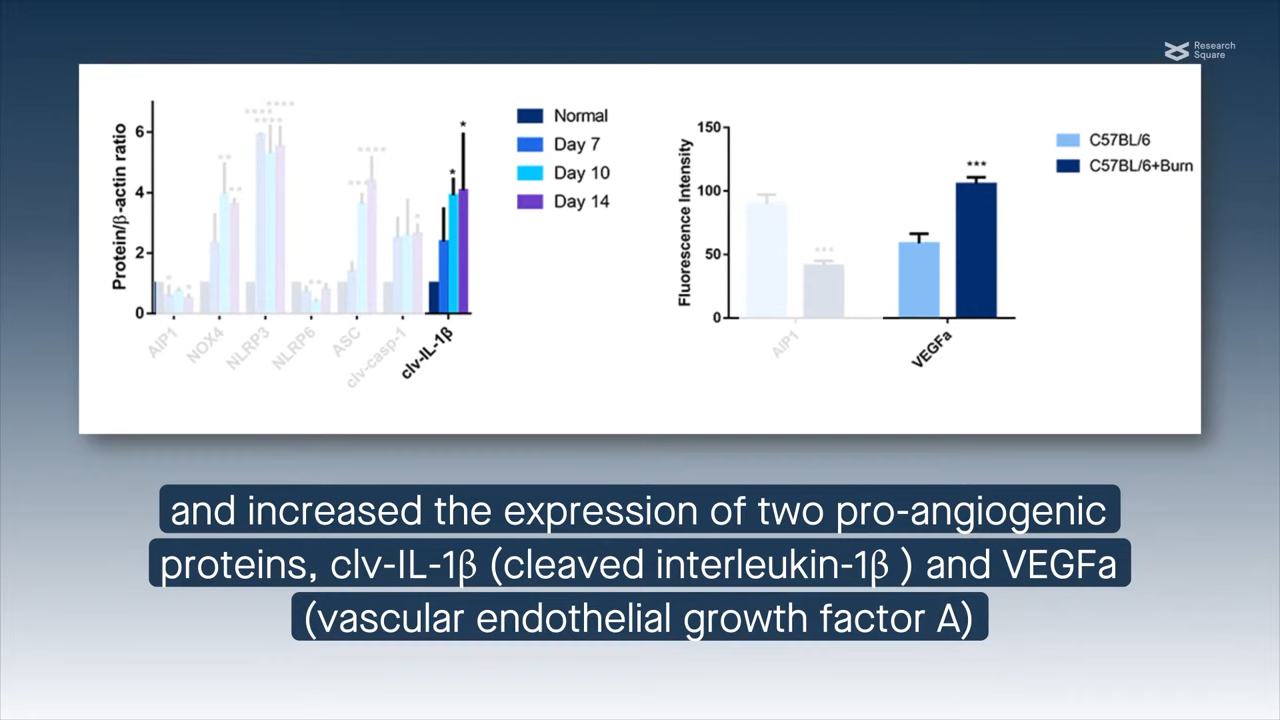 Research
Square
Protein/β-actin ratio
6
4
2
0
**** **** ****
** **
*** ****
* *
** *
* *
AIP1
NOX4
NLRP3
NLRP6
ASC
clv-casp-1
clv-IL-1β
Normal
Day 7
Day 10
Day 14
Fluorescence Intensity
150
100
50
0
***
***
AIP1
VEGFa
C57BL/6
C57BL/6+Burn
and increased the expression of two pro-angiogenic
proteins, clv-IL-1β (cleaved interleukin-1β ) and VEGFa
(vascular endothelial growth factor A)